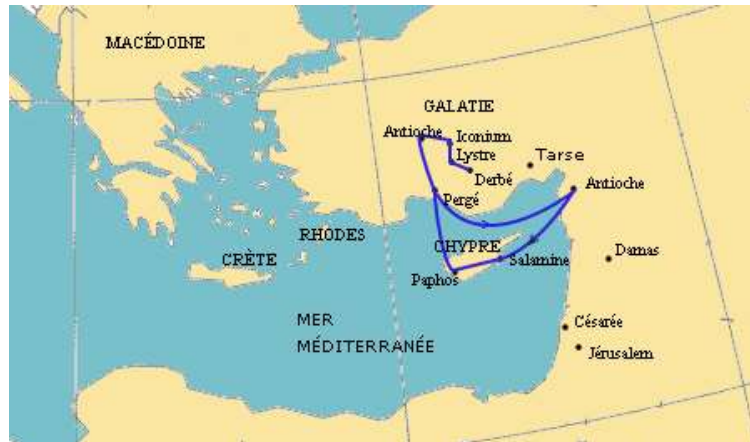 MACÉDOINE
GALATIE
Antioche
Iconium
Lystre
Tarse
Derbé
Antioche
Pergé
RHODES
CHYPRE
CRÈTE
Salamine
Damas
Paphos
MER
MÉDITERRANÉE
Césarée
Jérusalem